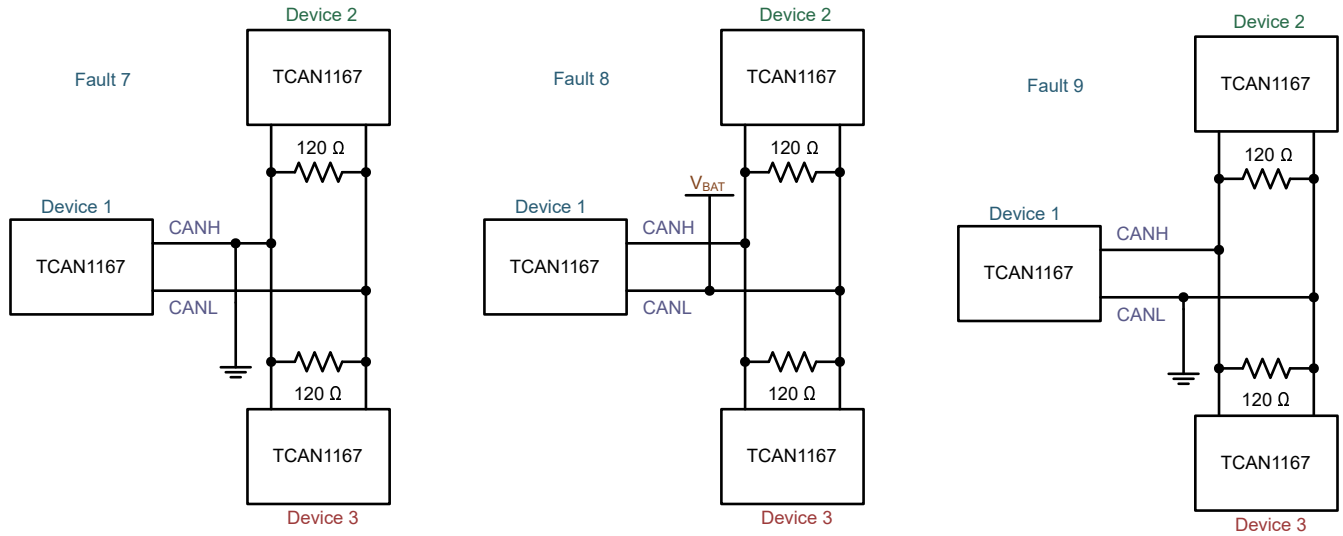 Fault 7
Device 2
TCAN1167
120 Ω
Device 1
TCAN1167
CANH
CANL
120 Ω
TCAN1167
Device 3
Fault 8
Device 2
TCAN1167
120 Ω
VBAT
Device 1
TCAN1167
CANH
CANL
120 Ω
TCAN1167
Device 3
Fault 9
Device 2
TCAN1167
120 Ω
Device 1
TCAN1167
CANH
CANL
120 Ω
TCAN1167
Device 3